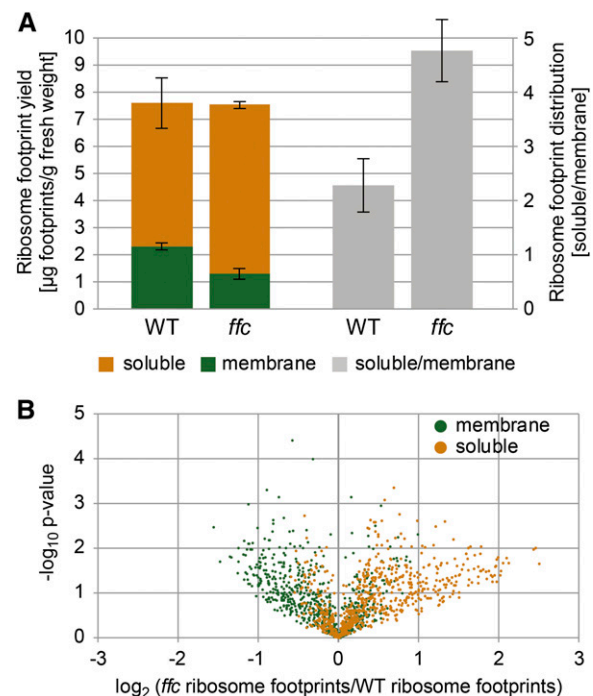 A
Ribosome footprint yield
[µg footprints/g fresh weight]
10
9
8
7
6
5
4
3
2
1
0
5
4
3
2
1
0
Ribosome footprint distribution
[soluble/membrane]
WT
ffc
WT
ffc
soluble
membrane
soluble/membrane
B
-log10 p-value
5
4
3
2
1
0
membrane
soluble
-3
-2
-1
0
1
2
3
log2 (ffc ribosome footprints/WT ribosome footprints)